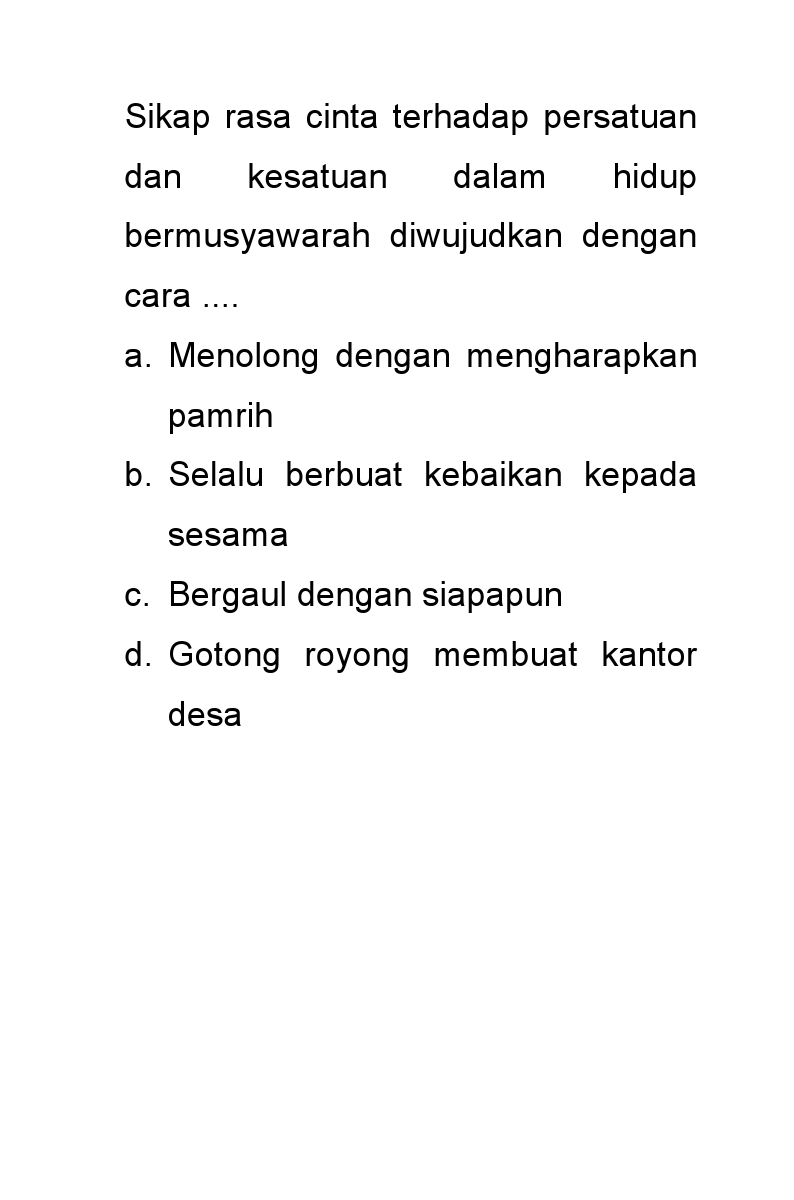 Sikap rasa cinta terhadap persatuan
dan kesatuan dalam hidup
bermusyawarah diwujudkan dengan
cara ....
a. Menolong dengan mengharapkan
pamrih
b. Selalu berbuat kebaikan kepada
sesama
c. Bergaul dengan siapapun
d. Gotong royong membuat kantor
desa